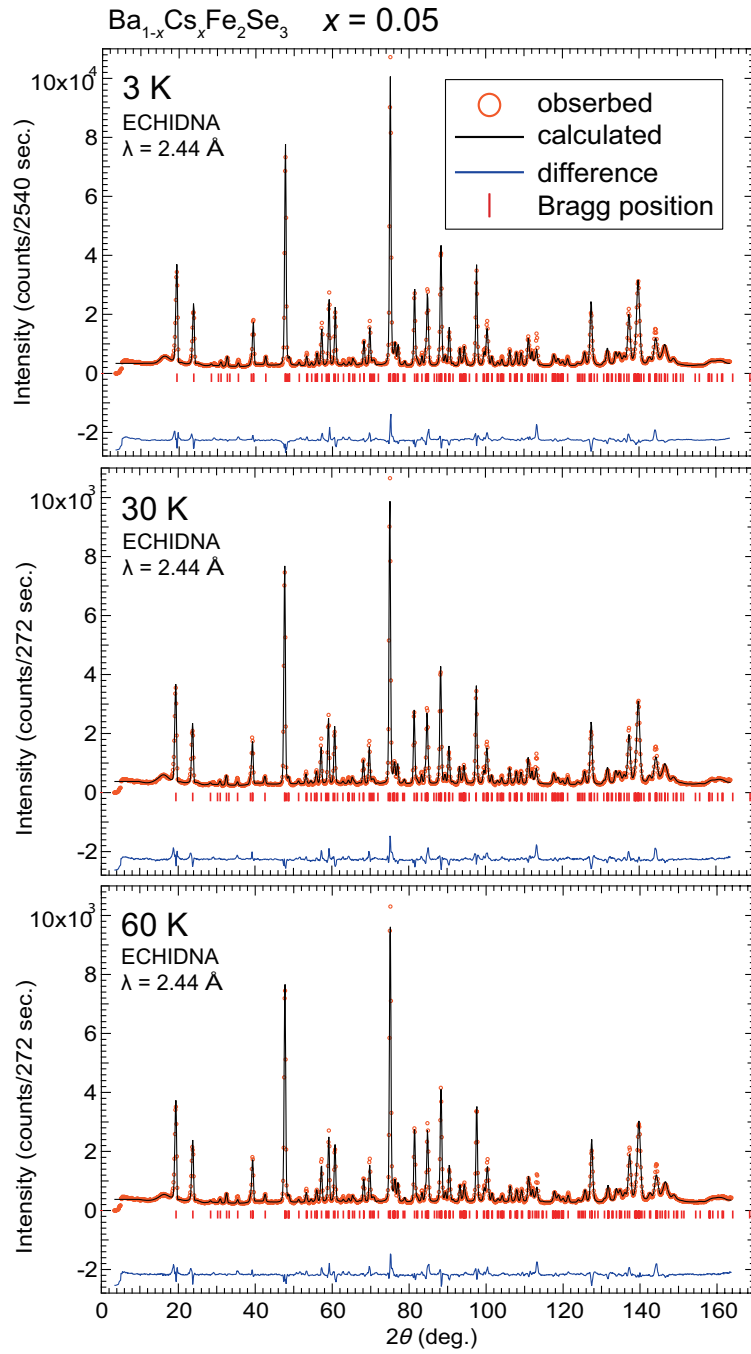 Ba1-xCsxFe2Se3 x = 0.05
10x10^4
8
6
4
2
0
-2
Intensity (counts/2540 sec.)
3 K
ECHIDNA
λ = 2.44 Å
obserbed
calculated
difference
Bragg position
10x10^3
8
6
4
2
0
-2
Intensity (counts/272 sec.)
30 K
ECHIDNA
λ = 2.44 Å
10x10^3
8
6
4
2
0
-2
Intensity (counts/272 sec.)
60 K
ECHIDNA
λ = 2.44 Å
0 20 40 60 80 100 120 140 160
2θ (deg.)